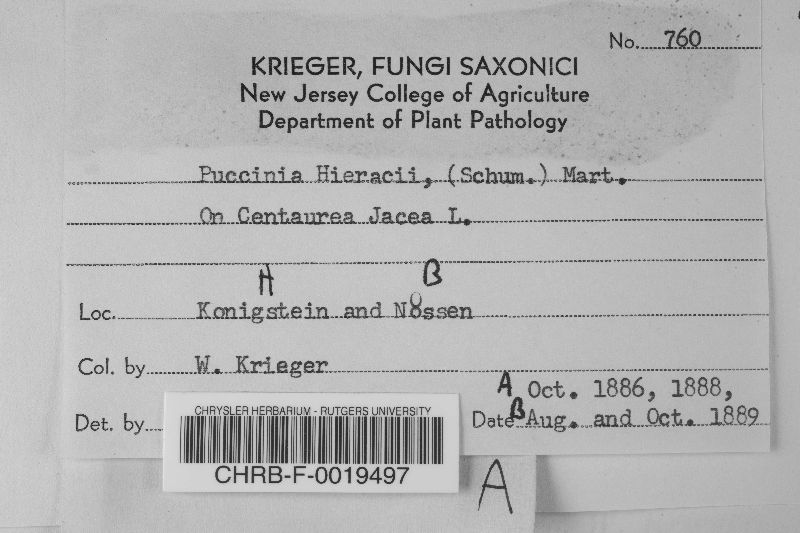 No. 760
KRIEGER, FUNGI SAXONICI
New Jersey College of Agriculture
Department of Plant Pathology
Puccinia Hieracii, (Schum.) Mart.
On Centaurea Jacea L.
A B
Loc. Konigstein and Nossen
Col. by W. Krieger
A Oct. 1886, 1888,
Det. by Date B Aug. and Oct. 1889
CHRYSLER HERBARIUM - RUTGERS UNIVERSITY
CHRB-F-0019497
A